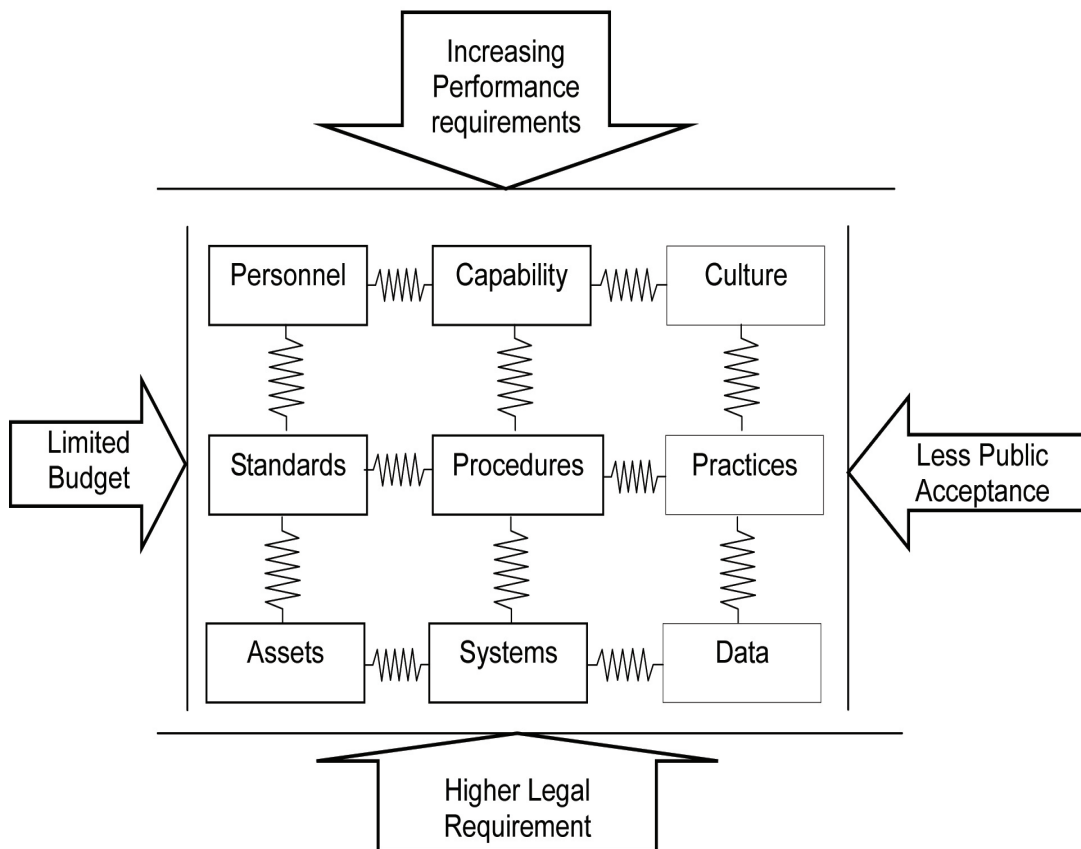 Increasing
Performance
requirements
Personnel
Capability
Culture
Limited
Budget
Standards
Procedures
Practices
Less Public
Acceptance
Assets
Systems
Data
Higher Legal
Requirement